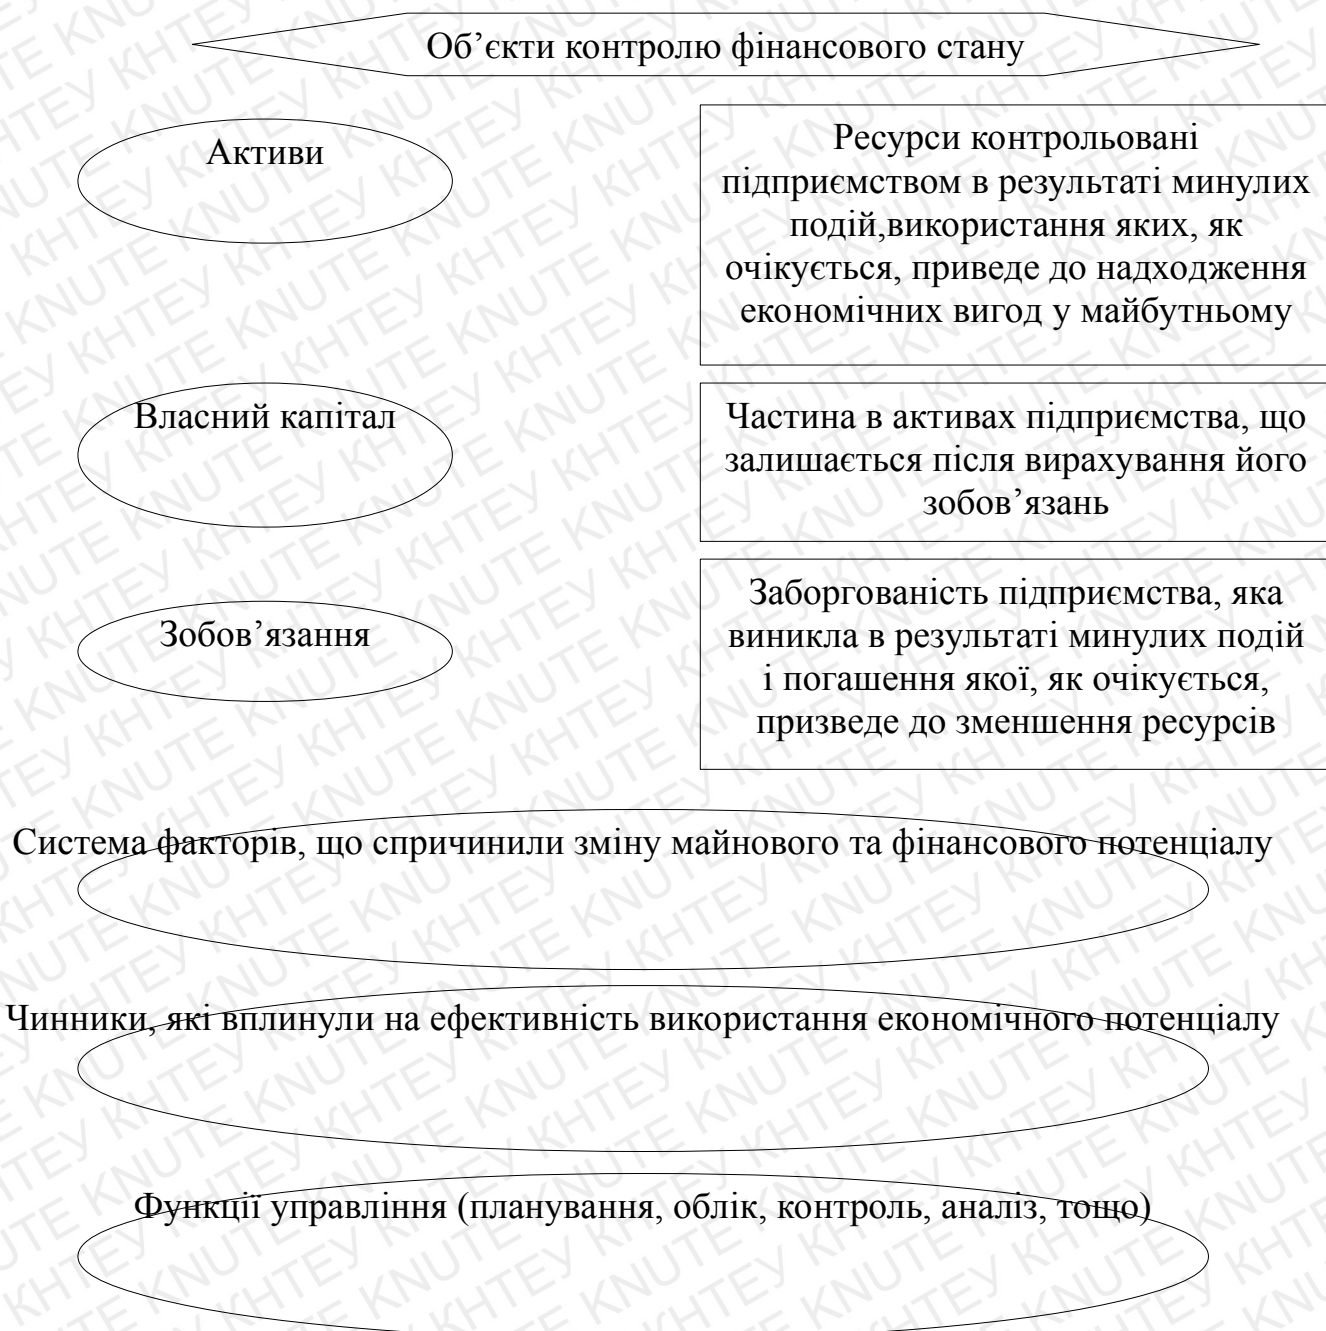 Об’єкти контролю фінансового стану
Активи
Ресурси контрольовані
підприємством в результаті минулих
подій,використання яких, як
очікується, приведе до надходження
економічних вигод у майбутньому
Власний капітал
Частина в активах підприємства, що
залишається після вирахування його
зобов’язань
Зобов’язання
Заборгованість підприємства, яка
виникла в результаті минулих подій
і погашення якої, як очікується,
призведе до зменшення ресурсів
Система факторів, що спричинили зміну майнового та фінансового потенціалу
Чинники, які вплинули на ефективність використання економічного потенціалу
Функції управління (планування, облік, контроль, аналіз, тощо)